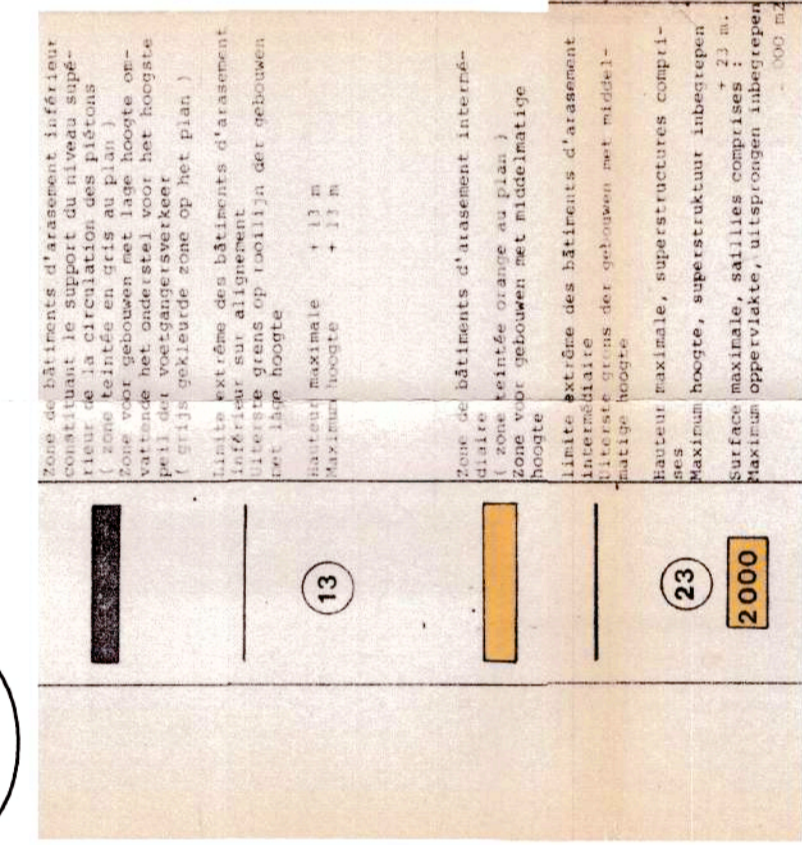 Zone de bâtiments d'arasement inférieur
constituant le support du niveau supé-
rieur de la circulation des piétons
( zone teintée en gris au plan )
Zone voor gebouwen met lage hoogte om-
vattende het onderstel voor het hoogste
peil der voetgangersverkeer
( grijs gekleurde zone op het plan )
Limite extrême des bâtiments d'arasement
inférieur sur alignement
Uiterste grens op rooilijn der gebouwen
met lage hoogte
13
Hauteur maximale + 13 m
Maximum hoogte + 13 m
Zone de bâtiments d'arasement intermé-
diaire
( zone teintée orange au plan )
Zone voor gebouwen met middelmatige
hoogte
limite extrême des bâtiments d'arasement
intermédiaire
Uiterste grens der gebouwen met middel-
matige hoogte
23
Hauteur maximale, superstructures compri-
ses
Maximum hoogte, superstruktuur inbegrepen
+ 23 m.
2000
Surface maximale, saillies comprises :
Maximum oppervlakte, uitsprongen inbegrepen
000 m2